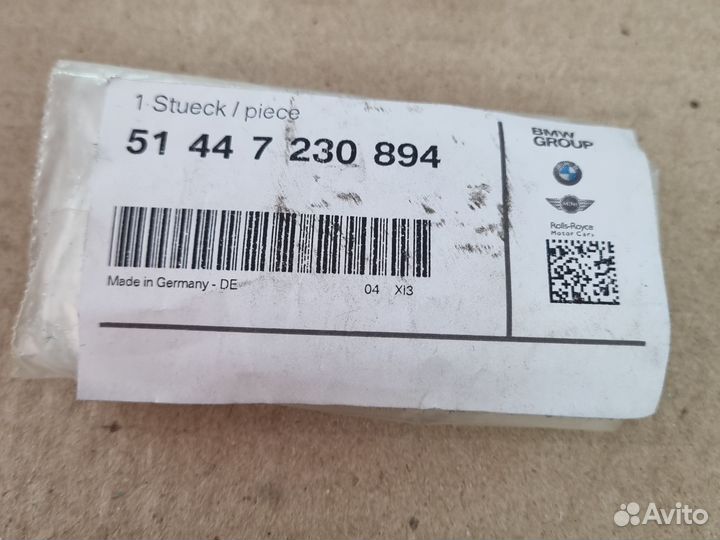 1 Stueck / piece
51 44 7 230 894
Made in Germany - DE
04 XI3
BMW
GROUP
Rolls-Royce
Motor Cars
Avito